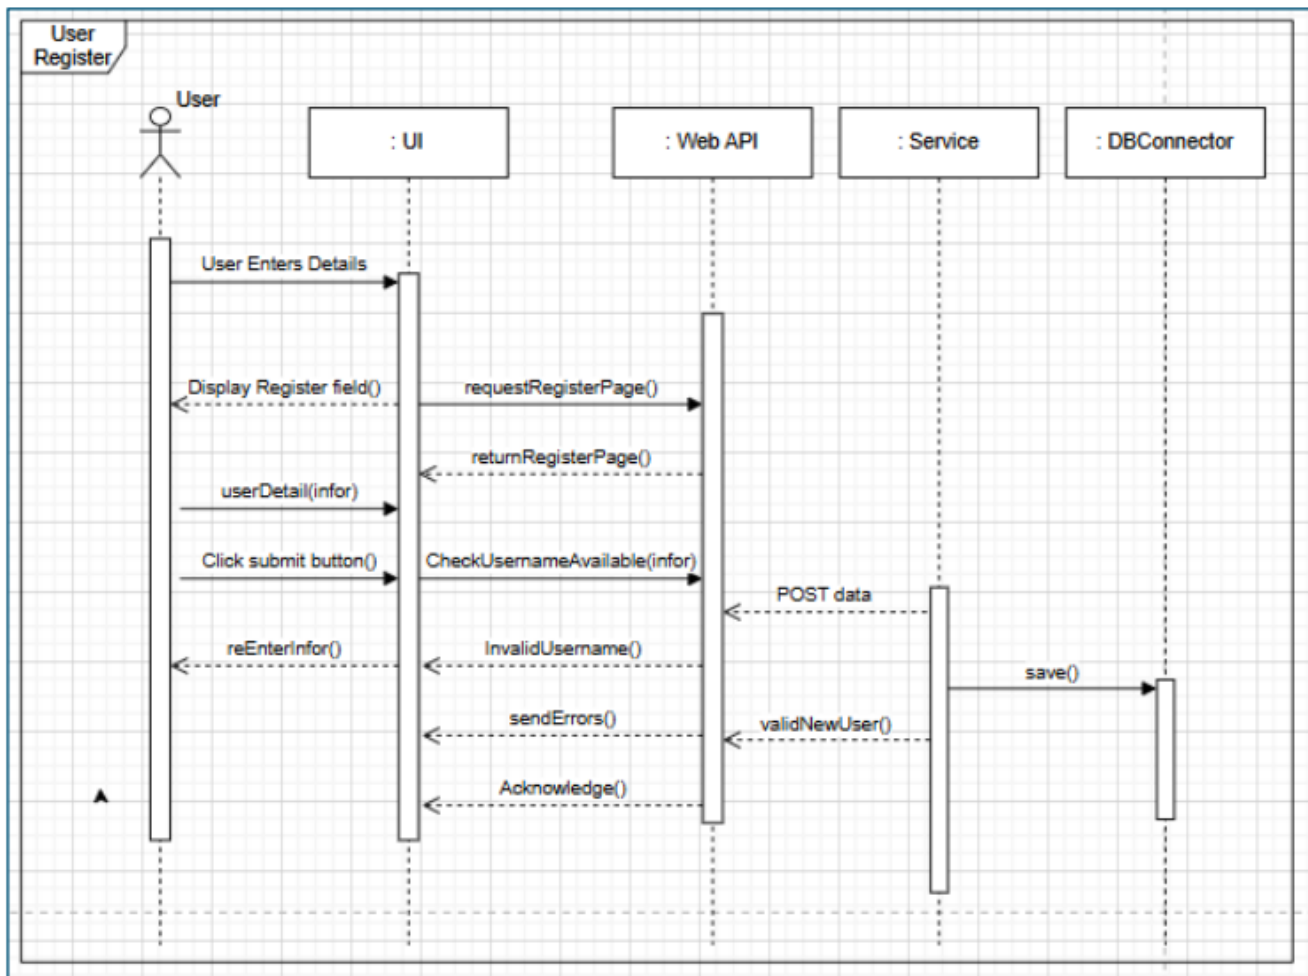 User
Register
User
: UI
: Web API
: Service
: DBConnector
User Enters Details
Display Register field()
requestRegisterPage()
returnRegisterPage()
userDetail(infor)
Click submit button()
CheckUsernameAvailable(infor)
POST data
reEnterInfor()
InvalidUsername()
save()
sendErrors()
validNewUser()
Acknowledge()